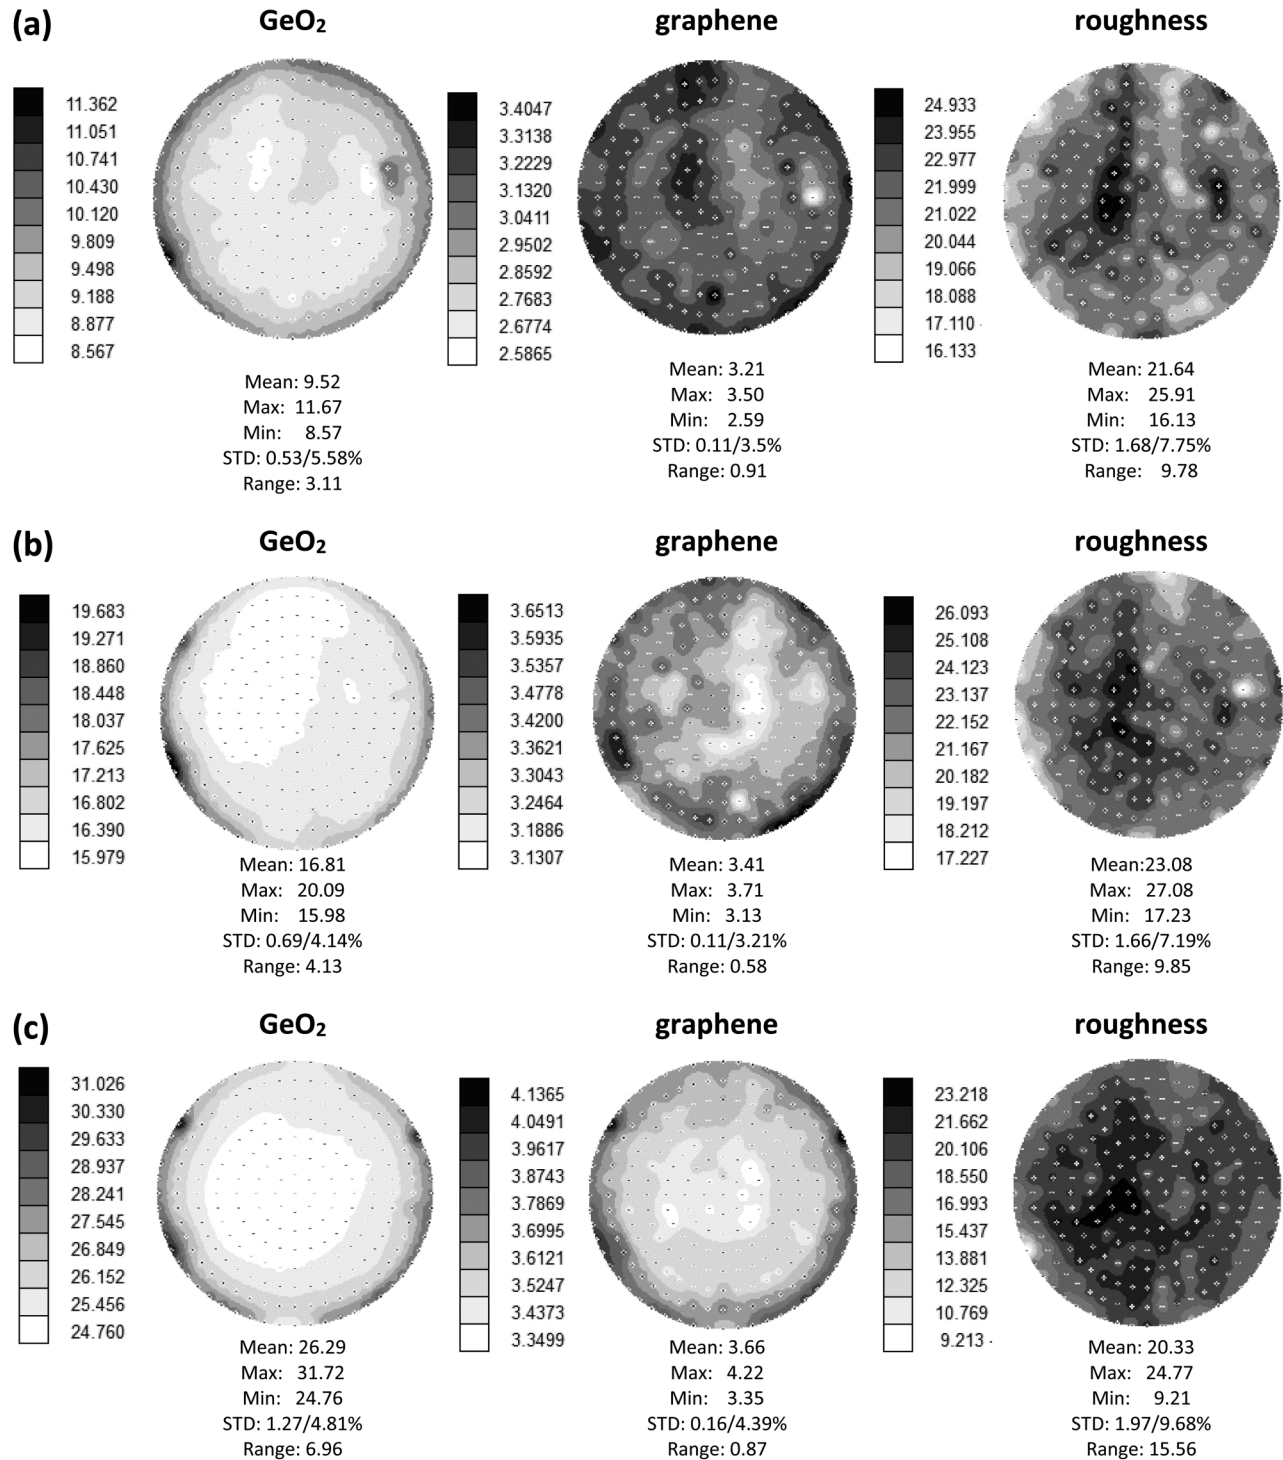 (a)
GeO₂
graphene
roughness
11.362
11.051
10.741
10.430
10.120
9.809
9.498
9.188
8.877
8.567
3.4047
3.3138
3.2229
3.1320
3.0411
2.9502
2.8592
2.7683
2.6774
2.5865
24.933
23.955
22.977
21.999
21.022
20.044
19.066
18.088
17.110
16.133
Mean: 9.52
Max: 11.67
Min: 8.57
STD: 0.53/5.58%
Range: 3.11
Mean: 3.21
Max: 3.50
Min: 2.59
STD: 0.11/3.5%
Range: 0.91
Mean: 21.64
Max: 25.91
Min: 16.13
STD: 1.68/7.75%
Range: 9.78
(b)
GeO₂
graphene
roughness
19.683
19.271
18.860
18.448
18.037
17.625
17.213
16.802
16.390
15.979
3.6513
3.5935
3.5357
3.4778
3.4200
3.3621
3.3043
3.2464
3.1886
3.1307
26.093
25.108
24.123
23.137
22.152
21.167
20.182
19.197
18.212
17.227
Mean: 16.81
Max: 20.09
Min: 15.98
STD: 0.69/4.14%
Range: 4.13
Mean: 3.41
Max: 3.71
Min: 3.13
STD: 0.11/3.21%
Range: 0.58
Mean:23.08
Max: 27.08
Min: 17.23
STD: 1.66/7.19%
Range: 9.85
(c)
GeO₂
graphene
roughness
31.026
30.330
29.633
28.937
28.241
27.545
26.849
26.152
25.456
24.760
4.1365
4.0491
3.9617
3.8743
3.7869
3.6995
3.6121
3.5247
3.4373
3.3499
23.218
21.662
20.106
18.550
16.993
15.437
13.881
12.325
10.769
9.213
Mean: 26.29
Max: 31.72
Min: 24.76
STD: 1.27/4.81%
Range: 6.96
Mean: 3.66
Max: 4.22
Min: 3.35
STD: 0.16/4.39%
Range: 0.87
Mean: 20.33
Max: 24.77
Min: 9.21
STD: 1.97/9.68%
Range: 15.56